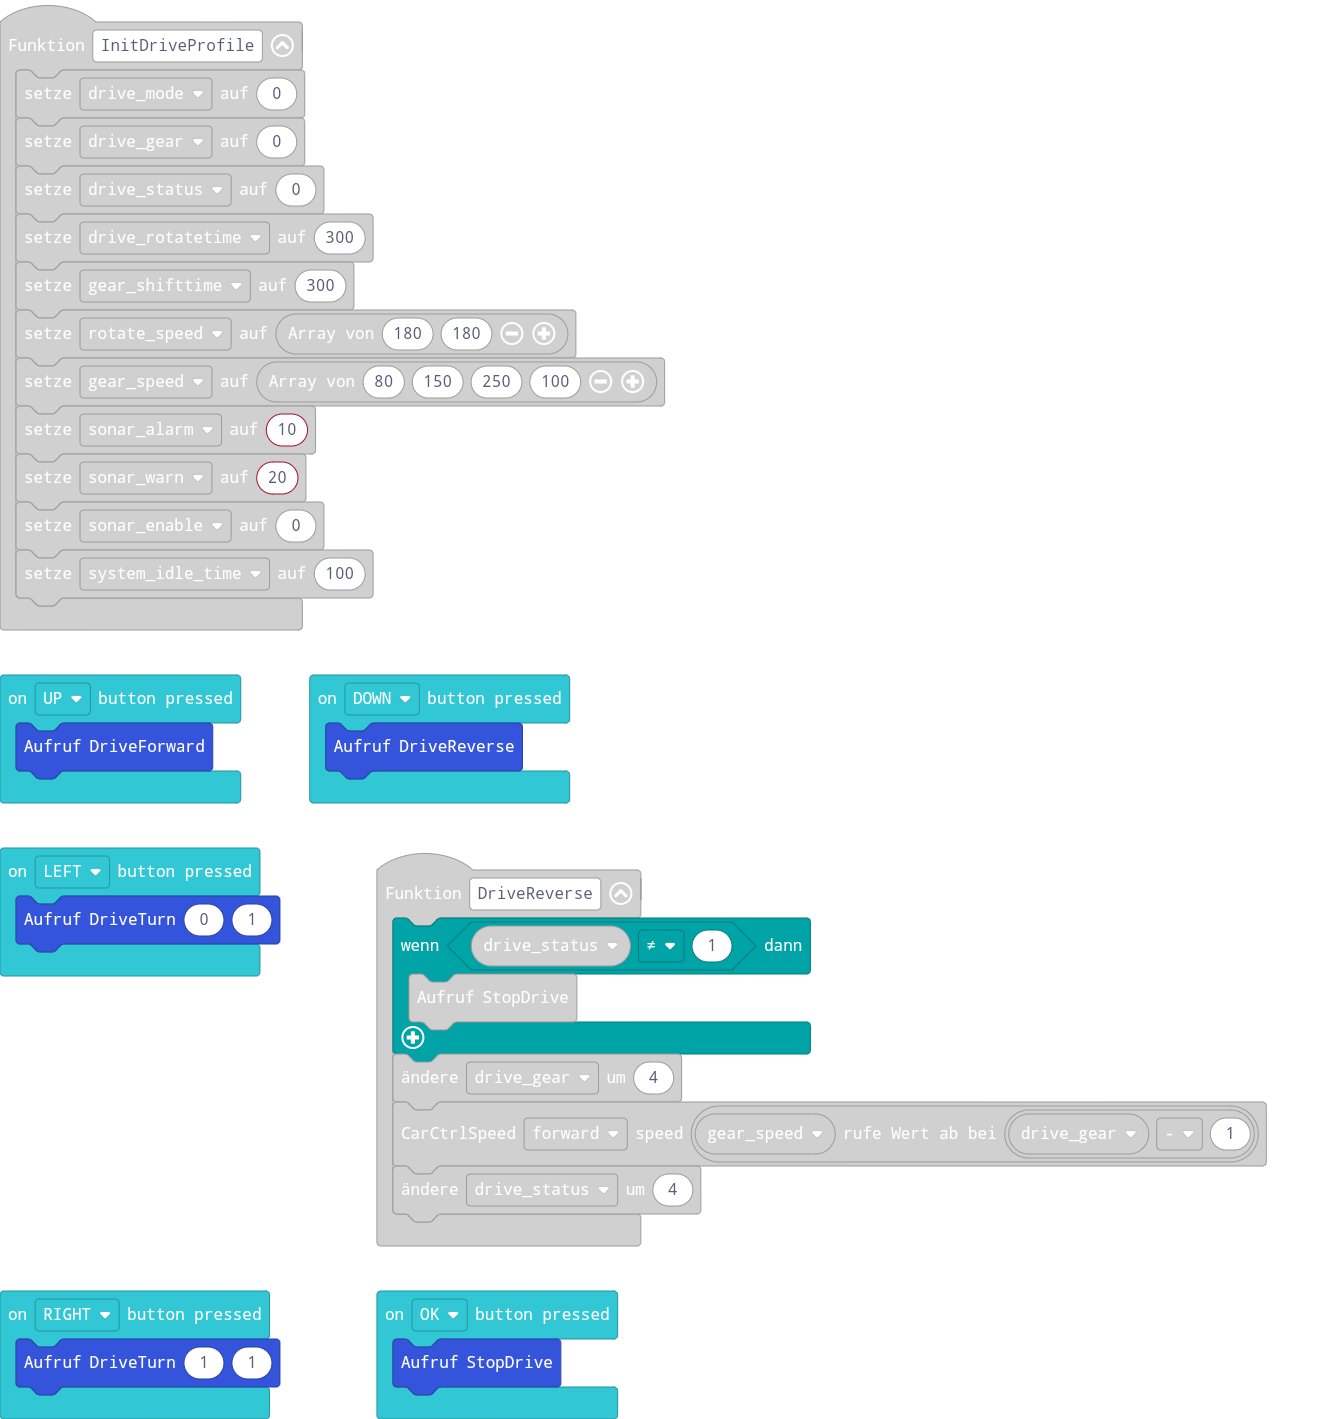 Funktion InitDriveProfile
setze drive_mode auf 0
setze drive_gear auf 0
setze drive_status auf 0
setze drive_rotatetime auf 300
setze gear_shifttime auf 300
setze rotate_speed auf Array von 180 180
setze gear_speed auf Array von 80 150 250 100
setze sonar_alarm auf 10
setze sonar_warn auf 20
setze sonar_enable auf 0
setze system_idle_time auf 100
on UP button pressed
Aufruf DriveForward
on DOWN button pressed
Aufruf DriveReverse
on LEFT button pressed
Aufruf DriveTurn 0 1
Funktion DriveReverse
wenn drive_status ≠ 1 dann
Aufruf StopDrive
ändere drive_gear um 4
CarCtrlSpeed forward speed gear_speed rufe Wert ab bei drive_gear - 1
ändere drive_status um 4
on RIGHT button pressed
Aufruf DriveTurn 1 1
on OK button pressed
Aufruf StopDrive